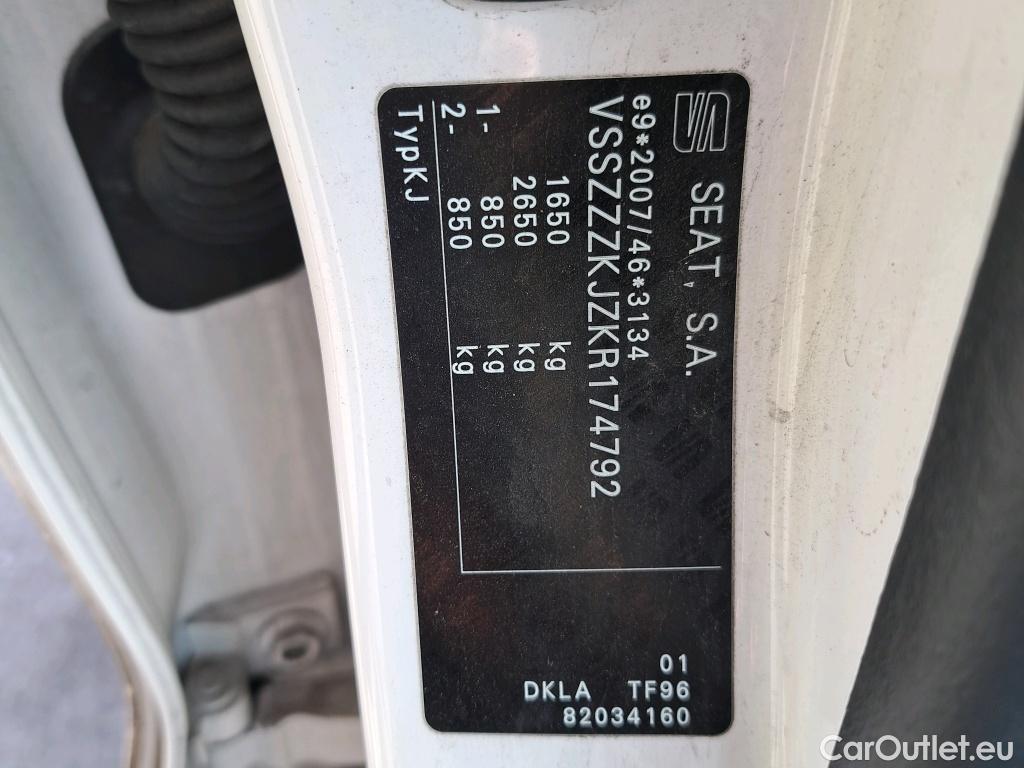 SEAT, S.A.
e9*2007/46*3134
VSSZZZKJZKR174792
1650 kg
2650 kg
1- 850 kg
2- 850 kg
TypKJ
01
DKLA TF96
82034160
CarOutlet.eu